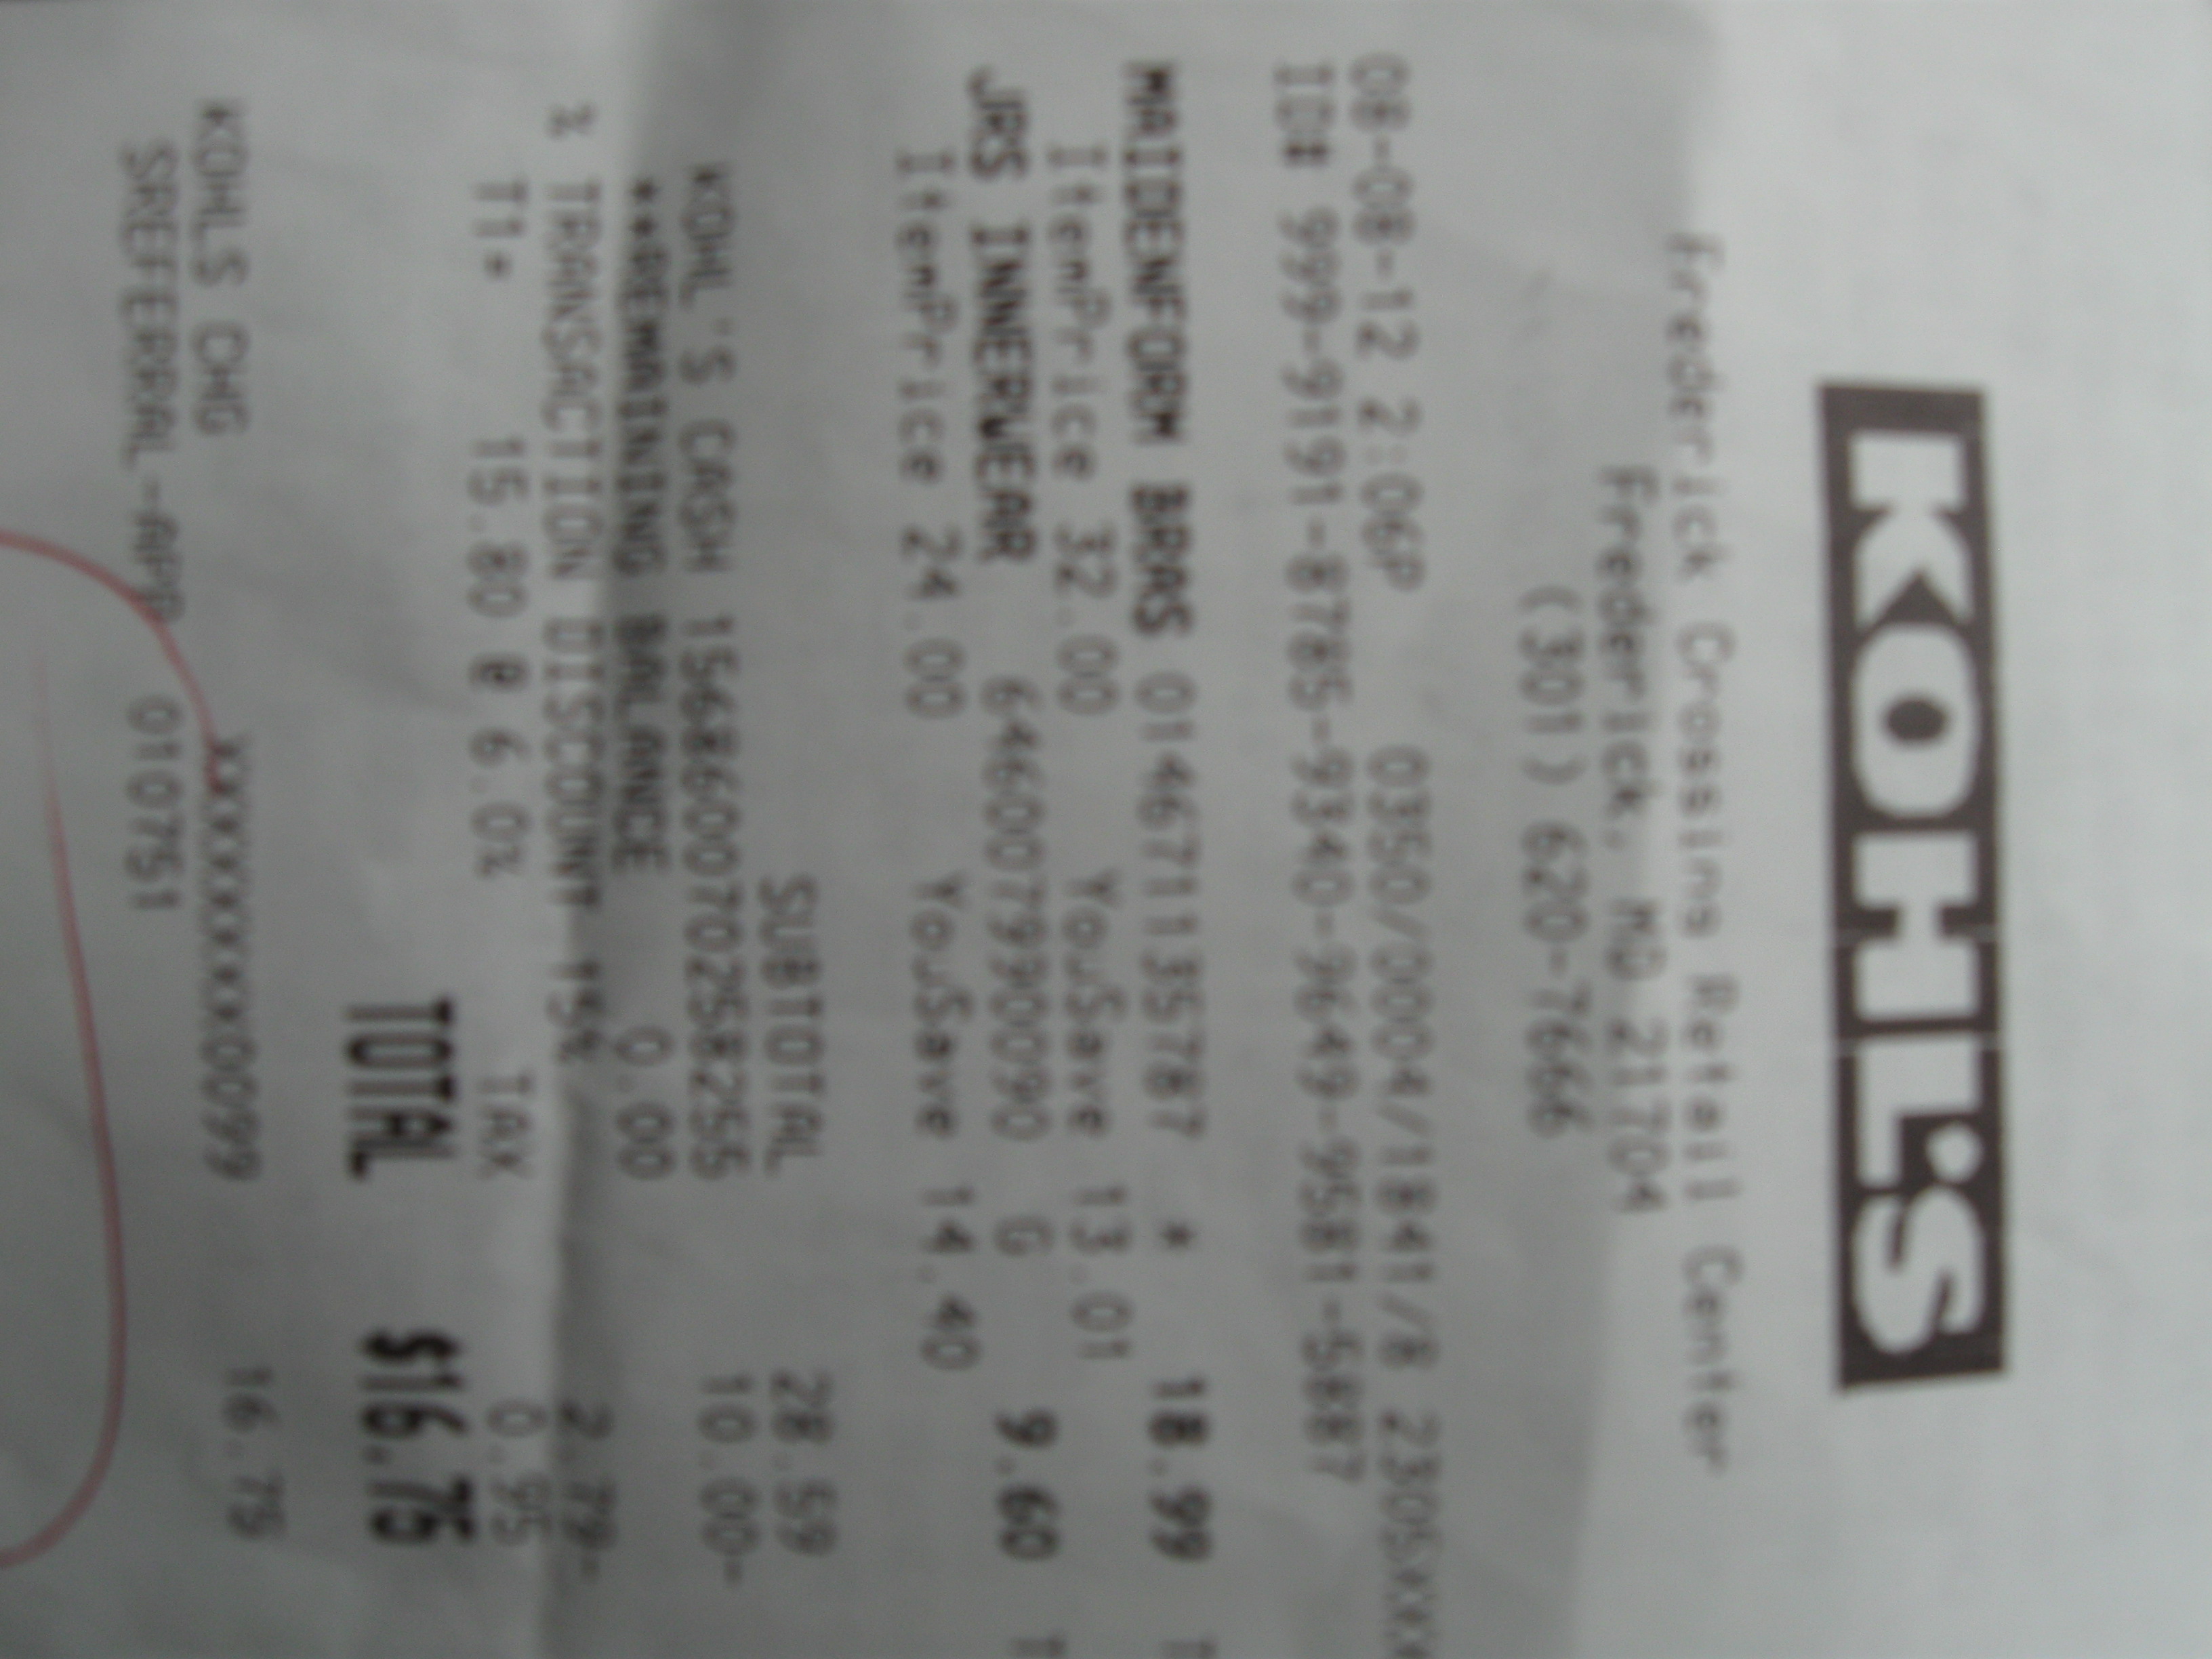 KOHL'S
Frederick Crossing Retail Center
Frederick, MD 21704
(301) 620-7666
08-08-12 2:06P 0350/0004/1841/8 2305xxx
ID# 999-9191-8785-9340-9649-9581-5887
MAIDENFORM BRAS 014671135787 * 18.99 T
ItemPrice 32.00 YouSave 13.01
JRS INNERWEAR 646007990090 G 9.60 T
ItemPrice 24.00 YouSave 14.40
SUBTOTAL 28.59
KOHL'S CASH 156860070258255 10.00-
**REMAINING BALANCE 0.00
% TRANSACTION DISCOUNT 15% 2.79-
T1= 15.80 @ 6.0% TAX 0.95
TOTAL $16.75
KOHLS CHG xxxxxxxx0099 16.75
SREFERRAL-APP 010751